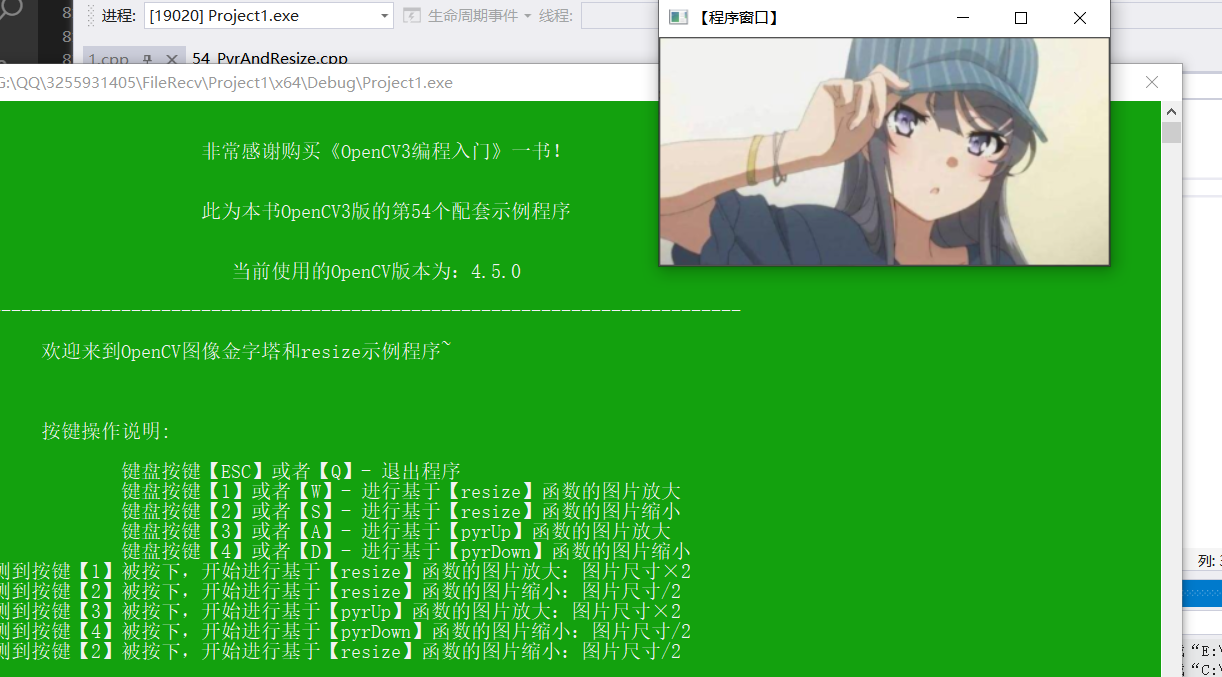 进程: [19020] Project1.exe 生命周期事件 线程:
8
8
8
1.cpp 54_PyrAndResize.cpp
【程序窗口】
G:\QQ\3255931405\FileRecv\Project1\x64\Debug\Project1.exe
非常感谢购买《OpenCV3编程入门》一书!
此为本书OpenCV3版的第54个配套示例程序
当前使用的OpenCV版本为: 4.5.0
--------------------------------------------------------------------------
欢迎来到OpenCV图像金字塔和resize示例程序~
按键操作说明:
键盘按键【ESC】或者【Q】- 退出程序
键盘按键【1】或者【W】- 进行基于【resize】函数的图片放大
键盘按键【2】或者【S】- 进行基于【resize】函数的图片缩小
键盘按键【3】或者【A】- 进行基于【pyrUp】函数的图片放大
键盘按键【4】或者【D】- 进行基于【pyrDown】函数的图片缩小
测到按键【1】被按下, 开始进行基于【resize】函数的图片放大: 图片尺寸×2
测到按键【2】被按下, 开始进行基于【resize】函数的图片缩小: 图片尺寸/2
测到按键【3】被按下, 开始进行基于【pyrUp】函数的图片放大: 图片尺寸×2
测到按键【4】被按下, 开始进行基于【pyrDown】函数的图片缩小: 图片尺寸/2
测到按键【2】被按下, 开始进行基于【resize】函数的图片缩小: 图片尺寸/2
列:
“E:\
“C:\